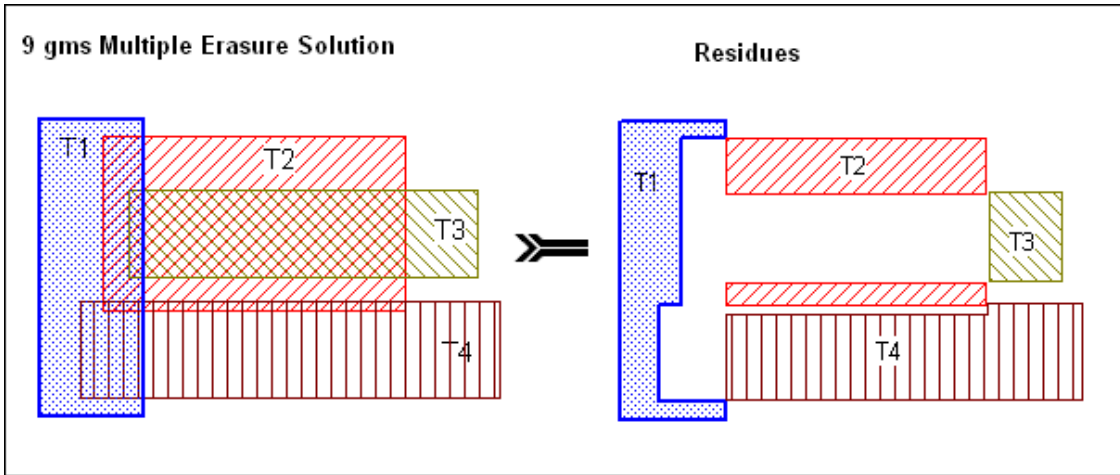 9 gms Multiple Erasure Solution
Residues
T1
T2
T3
T4
T1
T2
T3
T4